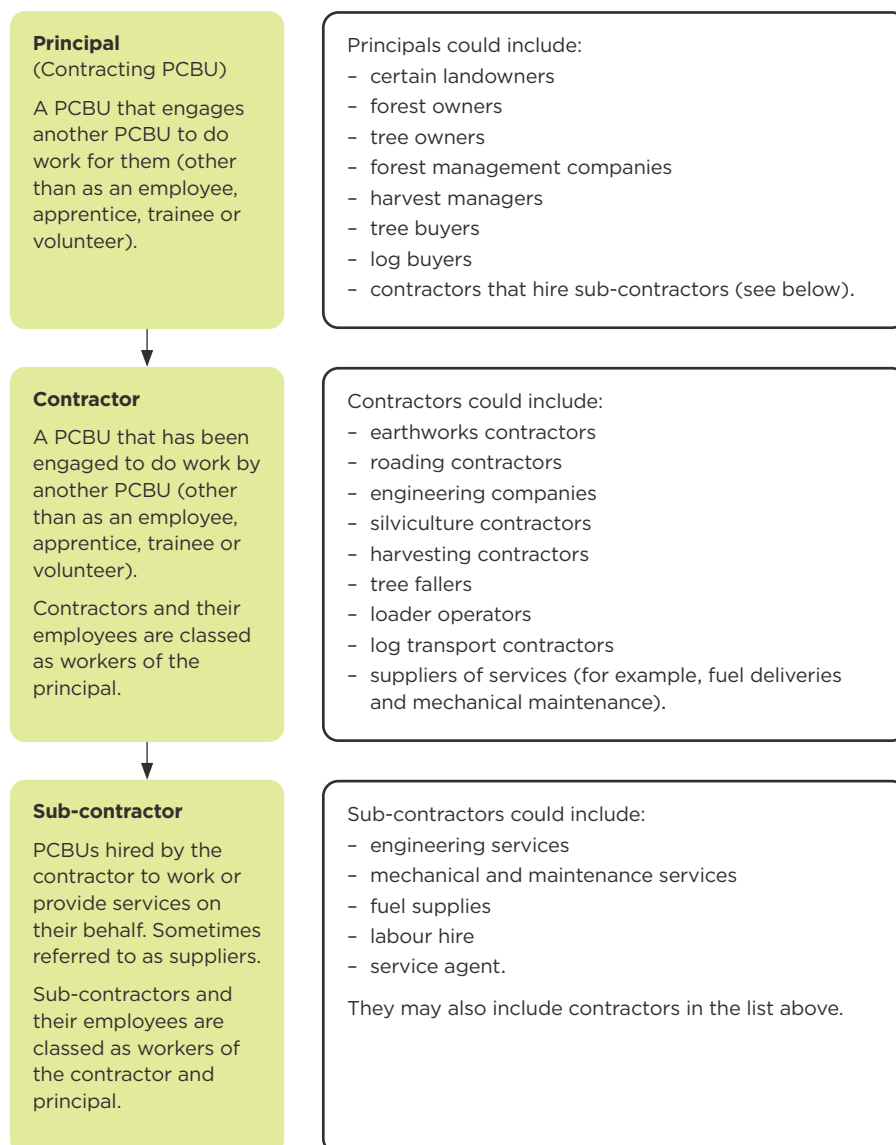 Principal
(Contracting PCBU)
A PCBU that engages
another PCBU to do
work for them (other
than as an employee,
apprentice, trainee or
volunteer).
Principals could include:
– certain landowners
– forest owners
– tree owners
– forest management companies
– harvest managers
– tree buyers
– log buyers
– contractors that hire sub-contractors (see below).
Contractor
A PCBU that has been
engaged to do work by
another PCBU (other
than as an employee,
apprentice, trainee or
volunteer).
Contractors and their
employees are classed
as workers of the
principal.
Contractors could include:
– earthworks contractors
– roading contractors
– engineering companies
– silviculture contractors
– harvesting contractors
– tree fallers
– loader operators
– log transport contractors
– suppliers of services (for example, fuel deliveries
and mechanical maintenance).
Sub-contractor
PCBUs hired by the
contractor to work or
provide services on
their behalf. Sometimes
referred to as suppliers.
Sub-contractors and
their employees are
classed as workers of
the contractor and
principal.
Sub-contractors could include:
– engineering services
– mechanical and maintenance services
– fuel supplies
– labour hire
– service agent.
They may also include contractors in the list above.